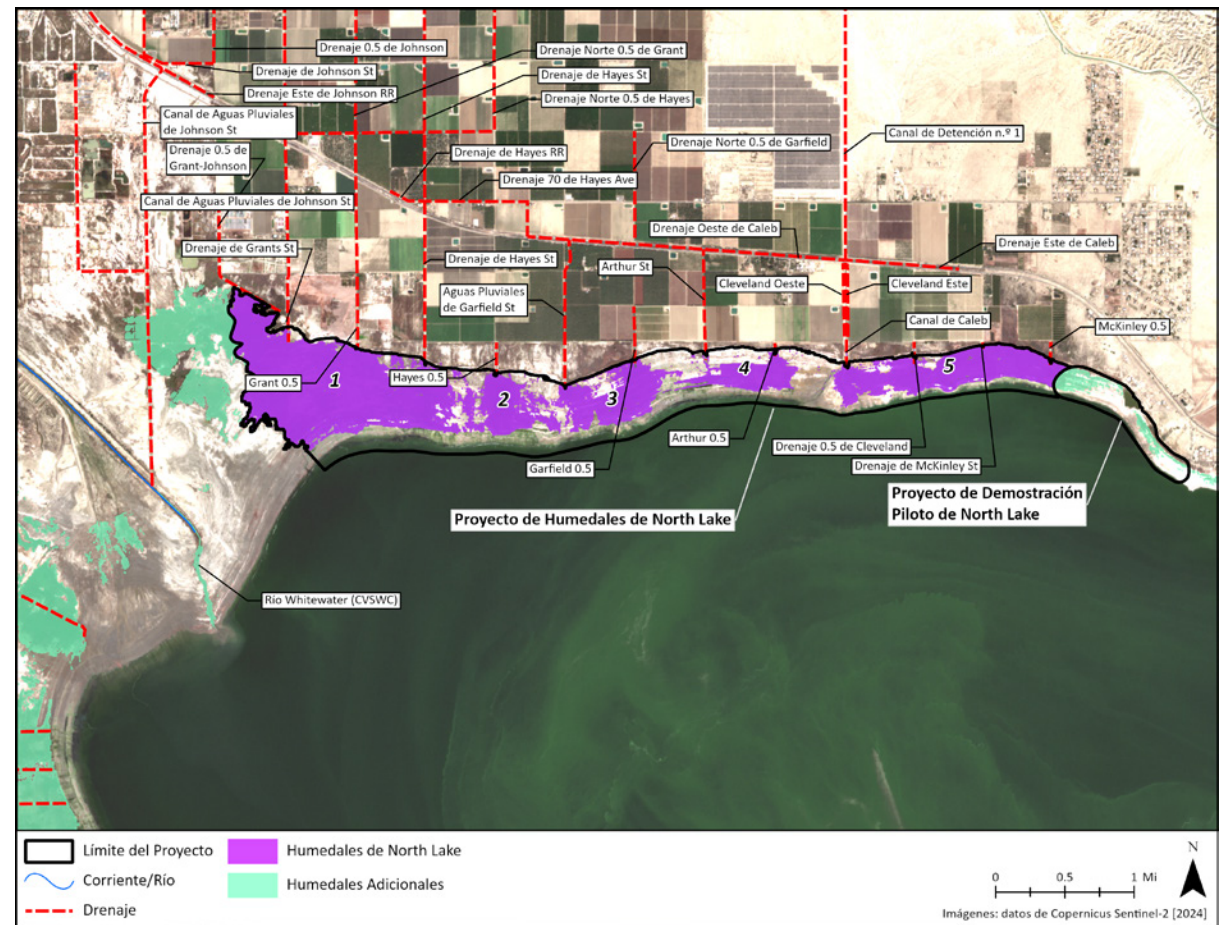 Drenaje 0.5 de Johnson
Drenaje Norte 0.5 de Grant
Drenaje de Johnson St
Drenaje de Hayes St
Drenaje Este de Johnson RR
Drenaje Norte 0.5 de Hayes
Canal de Aguas Pluviales
de Johnson St
Canal de Detención n.º 1
Drenaje Norte 0.5 de Garfield
Drenaje 0.5 de
Grant-Johnson
Drenaje de Hayes RR
Drenaje 70 de Hayes Ave
Canal de Aguas Pluviales de Johnson St
Drenaje Oeste de Caleb
Drenaje Este de Caleb
Drenaje de Grants St
Drenaje de Hayes St
Arthur St
Cleveland Oeste
Cleveland Este
Aguas Pluviales
de Garfield St
Canal de Caleb
McKinley 0.5
Grant 0.5
1
Hayes 0.5
2
3
4
5
Arthur 0.5
Drenaje 0.5 de Cleveland
Garfield 0.5
Drenaje de McKinley St
Proyecto de Humedales de North Lake
Proyecto de Demostración
Piloto de North Lake
Río Whitewater (CVSWC)
Límite del Proyecto
Humedales de North Lake
Corriente/Río
Humedales Adicionales
Drenaje
N
0 0.5 1 Mi
Imágenes: datos de Copernicus Sentinel-2 [2024]